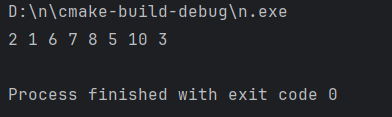 D:\n\cmake-build-debug\n.exe
2 1 6 7 8 5 10 3
Process finished with exit code 0